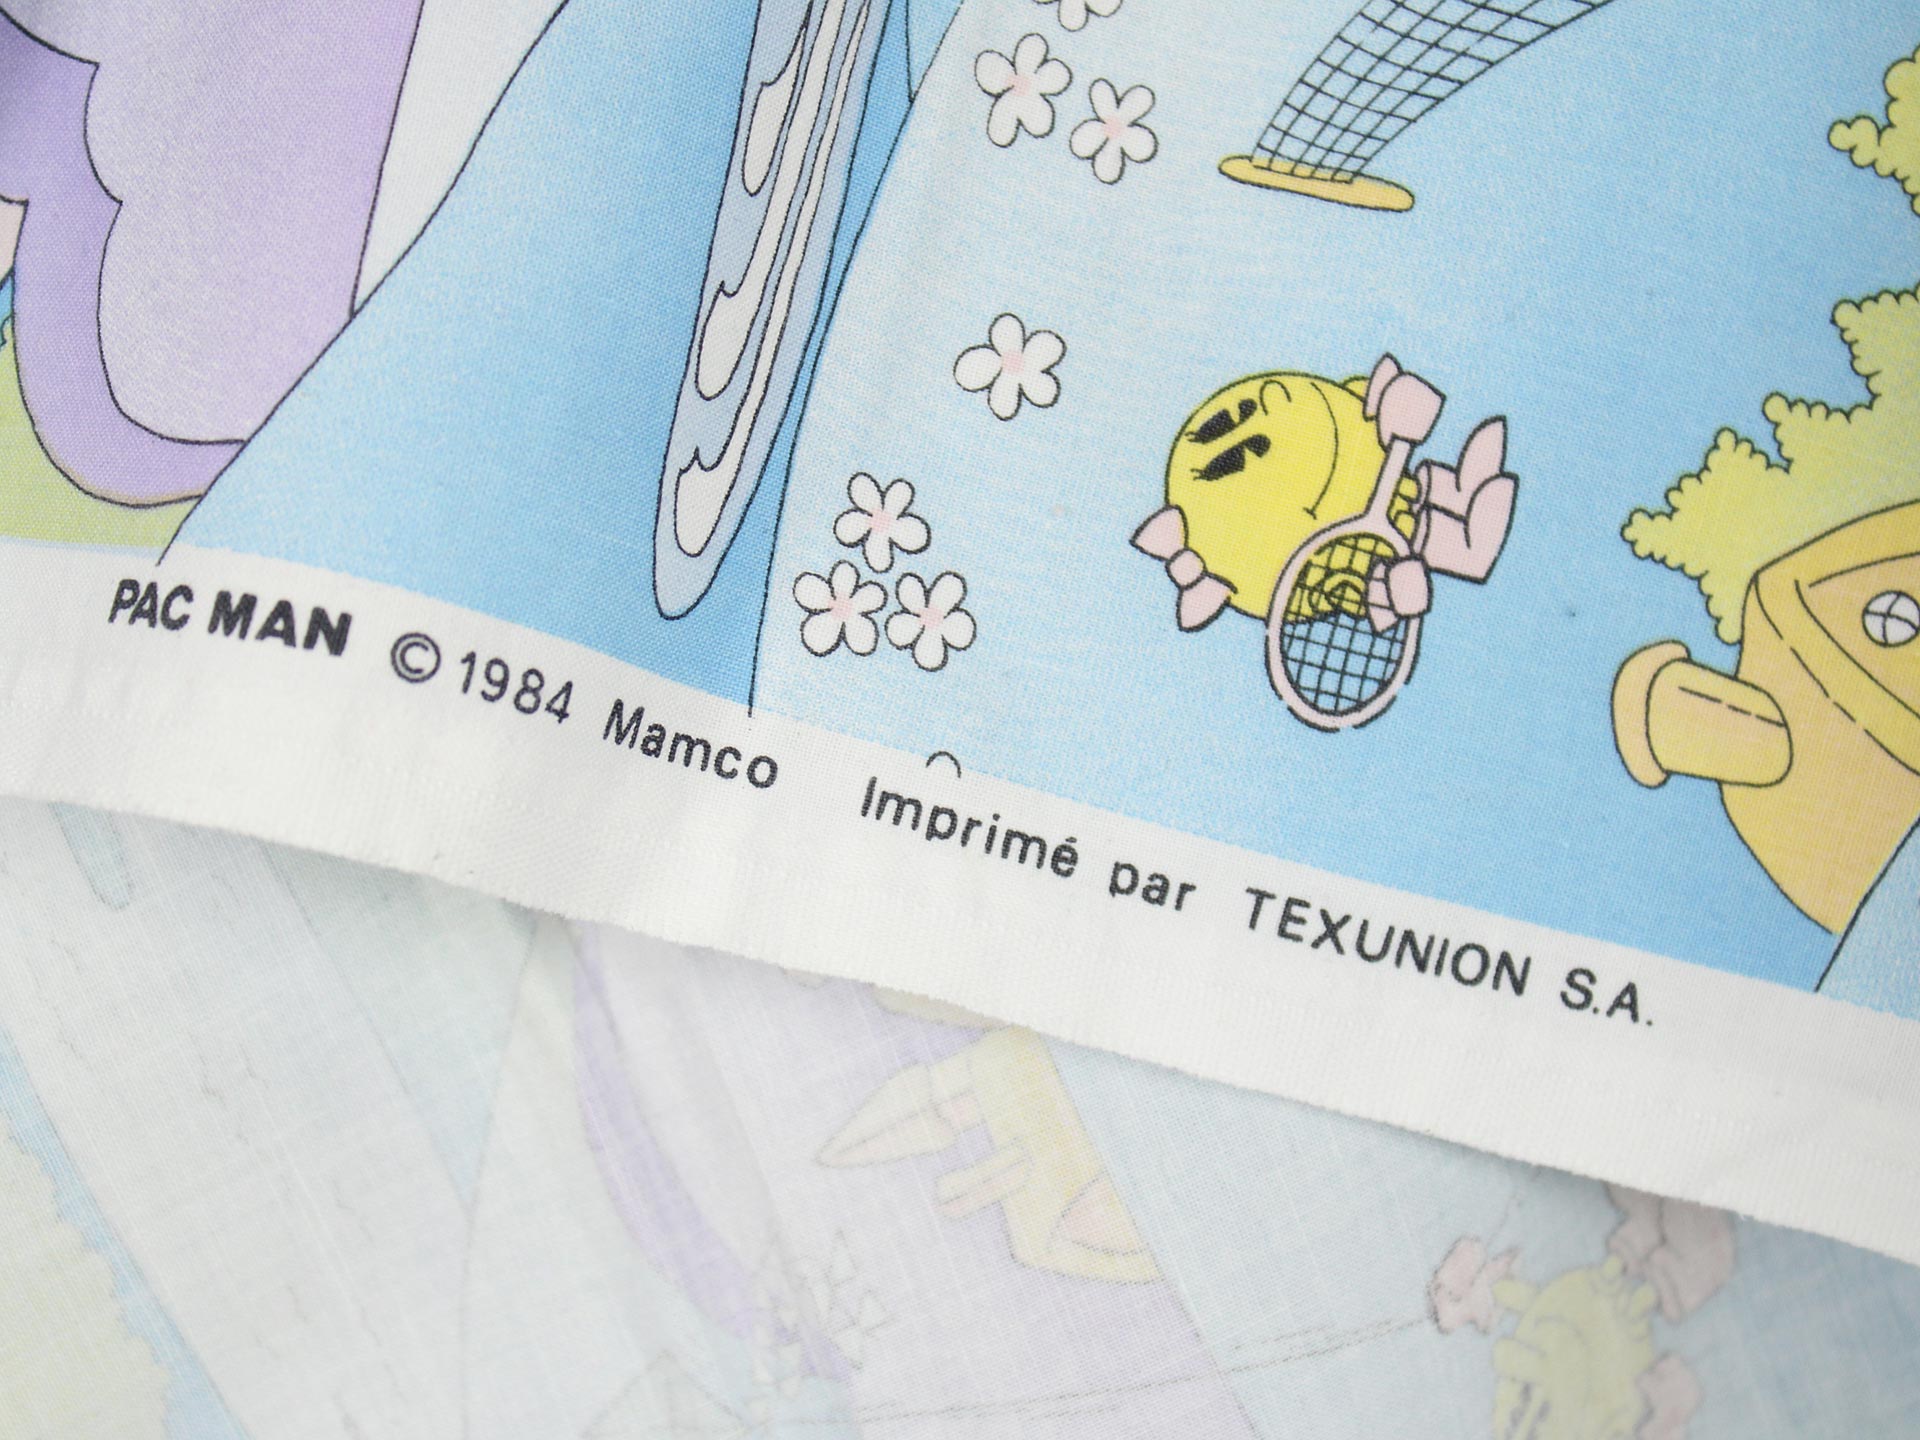 PAC MAN © 1984 Mamco Imprimé par TEXUNION S.A.